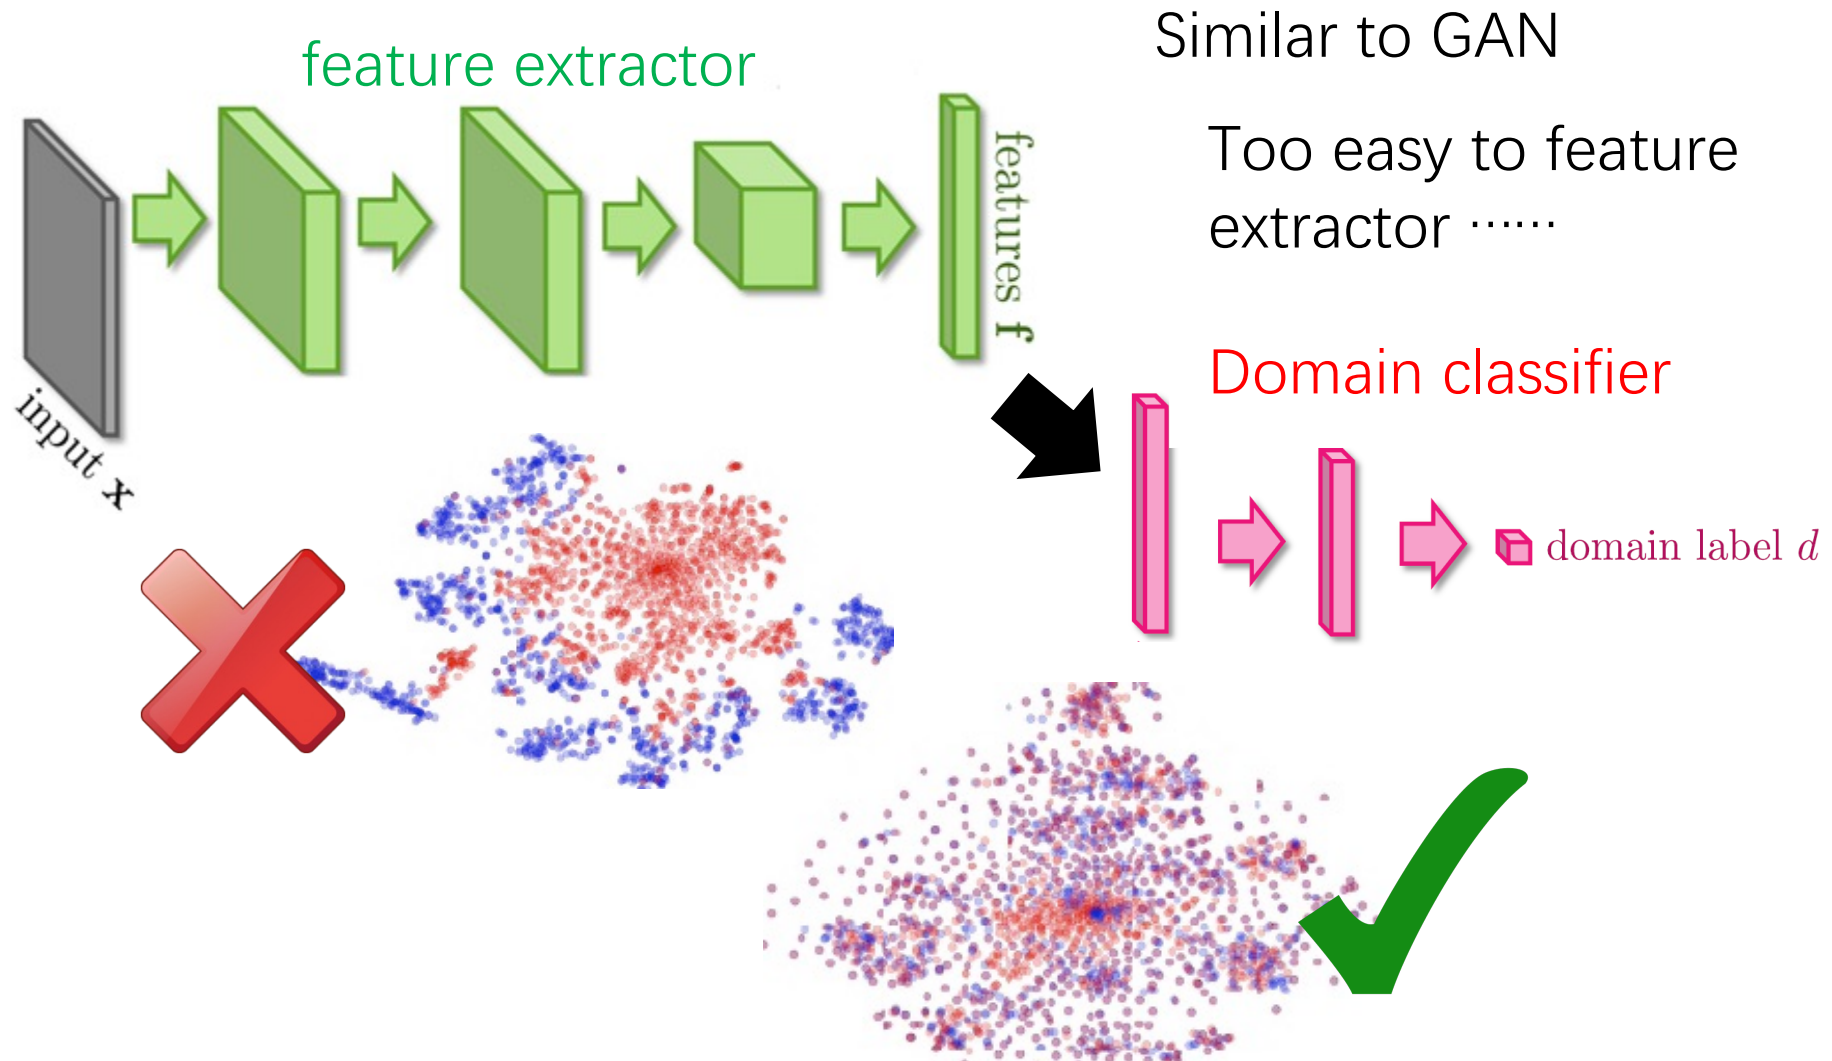 Similar to GAN
feature extractor
Too easy to feature
extractor ······
features f
input x
Domain classifier
domain label d